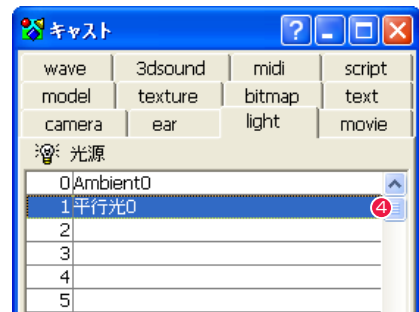 キャスト
wave 3dsound midi script
model texture bitmap text
camera ear light movie
光源
0 Ambient0
1 平行光0 4
2
3
4
5